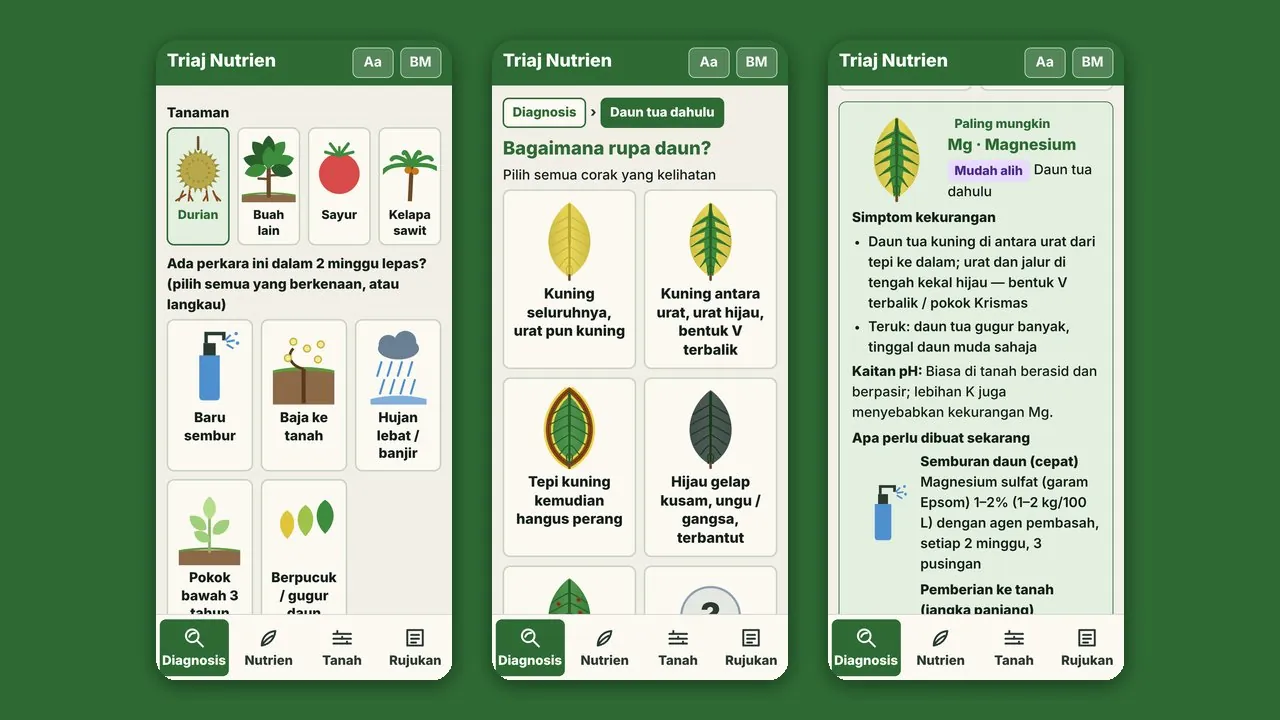 Triaj Nutrien
Aa
BM
Tanaman
Durian
Buah
lain
Sayur
Kelapa
sawit
Ada perkara ini dalam 2 minggu lepas?
(pilih semua yang berkenaan, atau
langkau)
Baru
sembur
Baja ke
tanah
Hujan
lebat /
banjir
Pokok
bawah 3
tahun
Berpucuk
/ gugur
daun
Diagnosis
Nutrien
Tanah
Rujukan
Triaj Nutrien
Aa
BM
Diagnosis
›
Daun tua dahulu
Bagaimana rupa daun?
Pilih semua corak yang kelihatan
Kuning
seluruhnya,
urat pun kuning
Kuning antara
urat, urat hijau,
bentuk V
terbalik
Tepi kuning
kemudian
hangus perang
Hijau gelap
kusam, ungu /
gangsa,
terbantut
?
Diagnosis
Nutrien
Tanah
Rujukan
Triaj Nutrien
Aa
BM
Paling mungkin
Mg · Magnesium
Mudah alih Daun tua
dahulu
Simptom kekurangan
• Daun tua kuning di antara urat dari
tepi ke dalam; urat dan jalur di
tengah kekal hijau — bentuk V
terbalik / pokok Krismas
• Teruk: daun tua gugur banyak,
tinggal daun muda sahaja
Kaitan pH: Biasa di tanah berasid dan
berpasir; lebihan K juga
menyebabkan kekurangan Mg.
Apa perlu dibuat sekarang
Semburan daun (cepat)
Magnesium sulfat (garam
Epsom) 1–2% (1–2 kg/100
L) dengan agen pembasah,
setiap 2 minggu, 3
pusingan
Pemberian ke tanah
(jangka panjang)
Diagnosis
Nutrien
Tanah
Rujukan